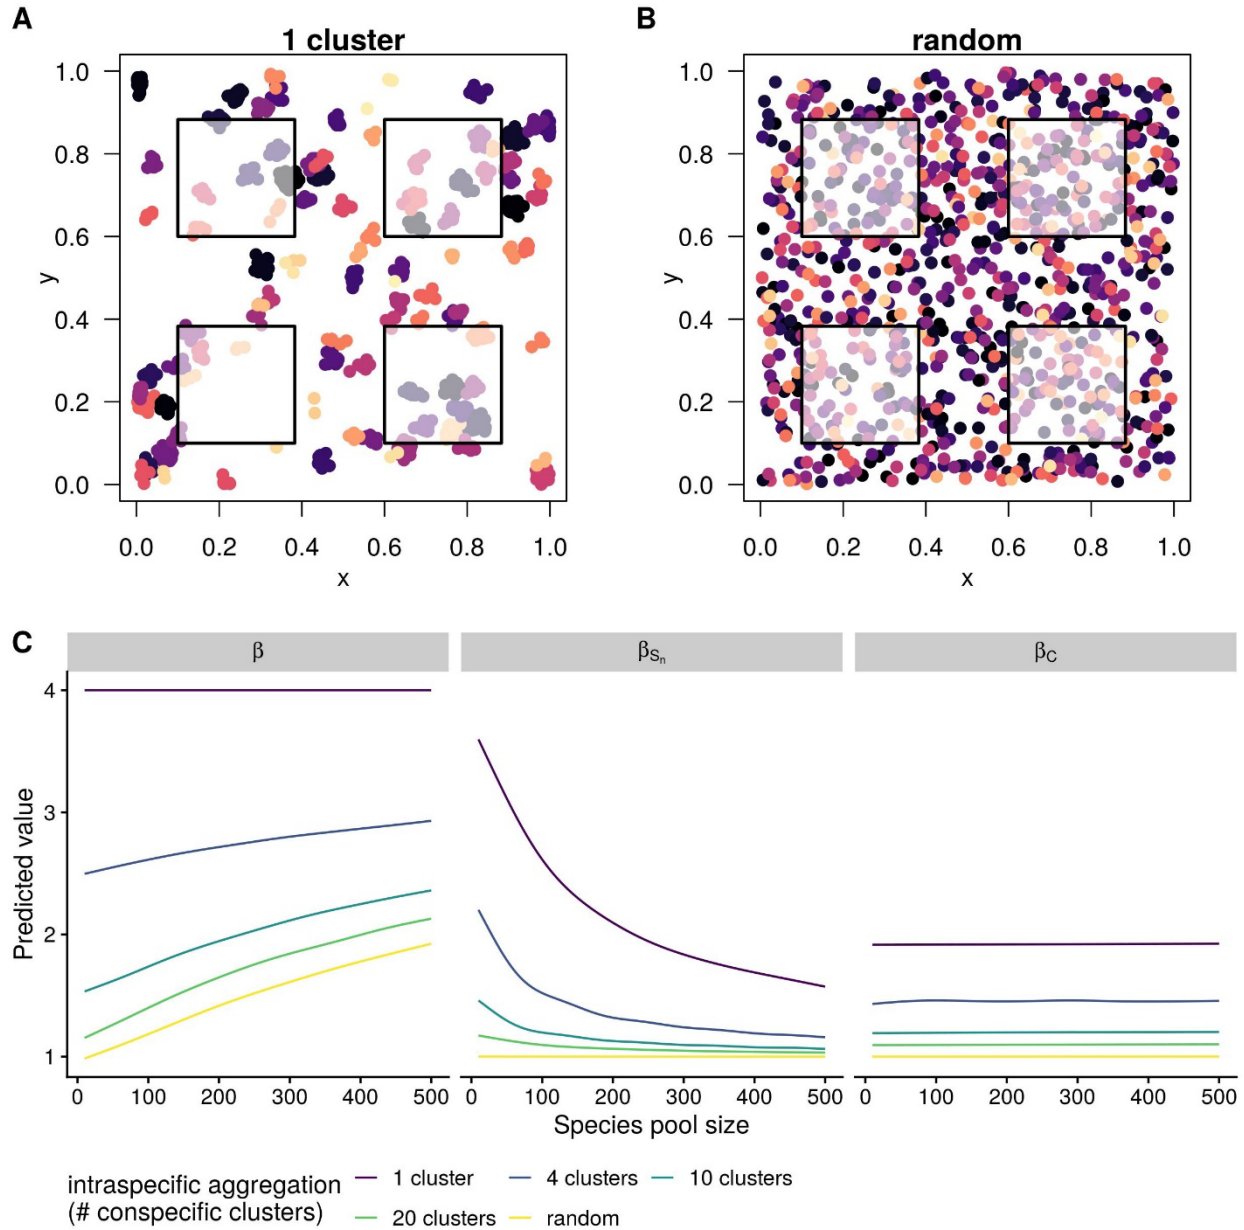 A
1 cluster
1.0
0.8
0.6
0.4
0.2
0.0
y
0.0 0.2 0.4 0.6 0.8 1.0
x
B
random
1.0
0.8
0.6
0.4
0.2
0.0
y
0.0 0.2 0.4 0.6 0.8 1.0
x
C
β βSₙ β_C
4
3
2
1
Predicted value
0 100 200 300 400 500 0 100 200 300 400 500 0 100 200 300 400 500
Species pool size
intraspecific aggregation
(# conspecific clusters)
1 cluster 4 clusters 10 clusters
20 clusters random